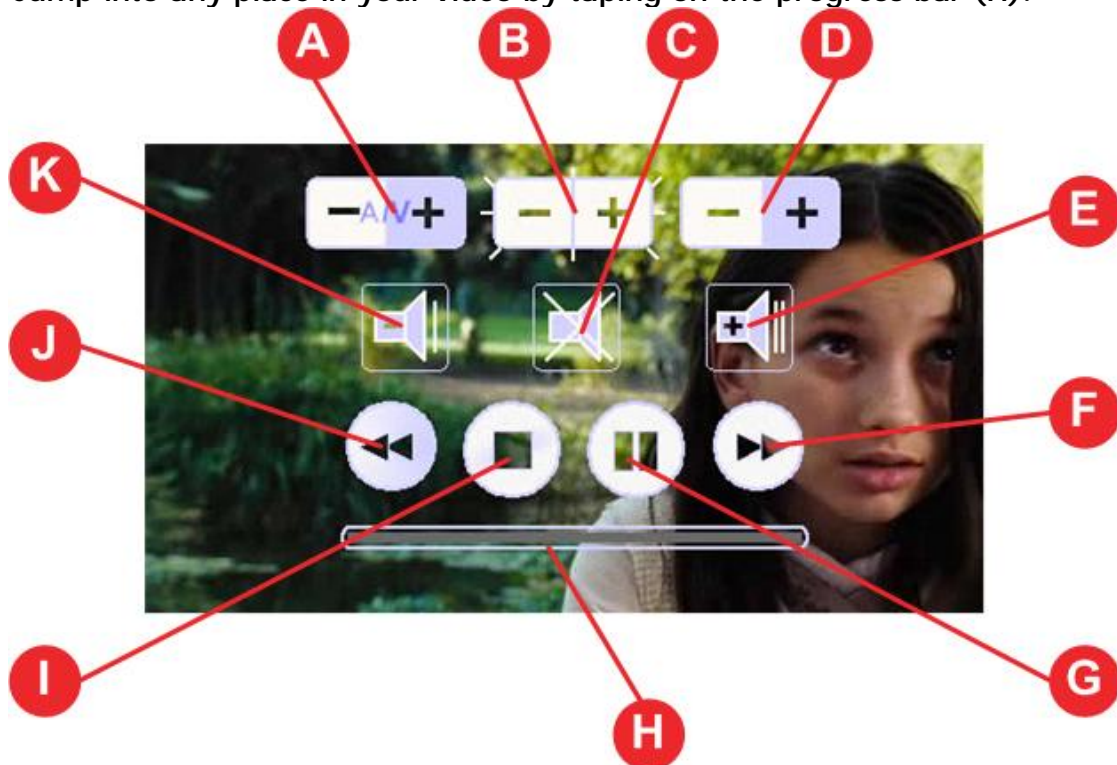 Jump into any place in your video by taping on the progress bar (H).
A
B
C
D
K
− A/V +
− +
− +
E
J
F
I
G
H